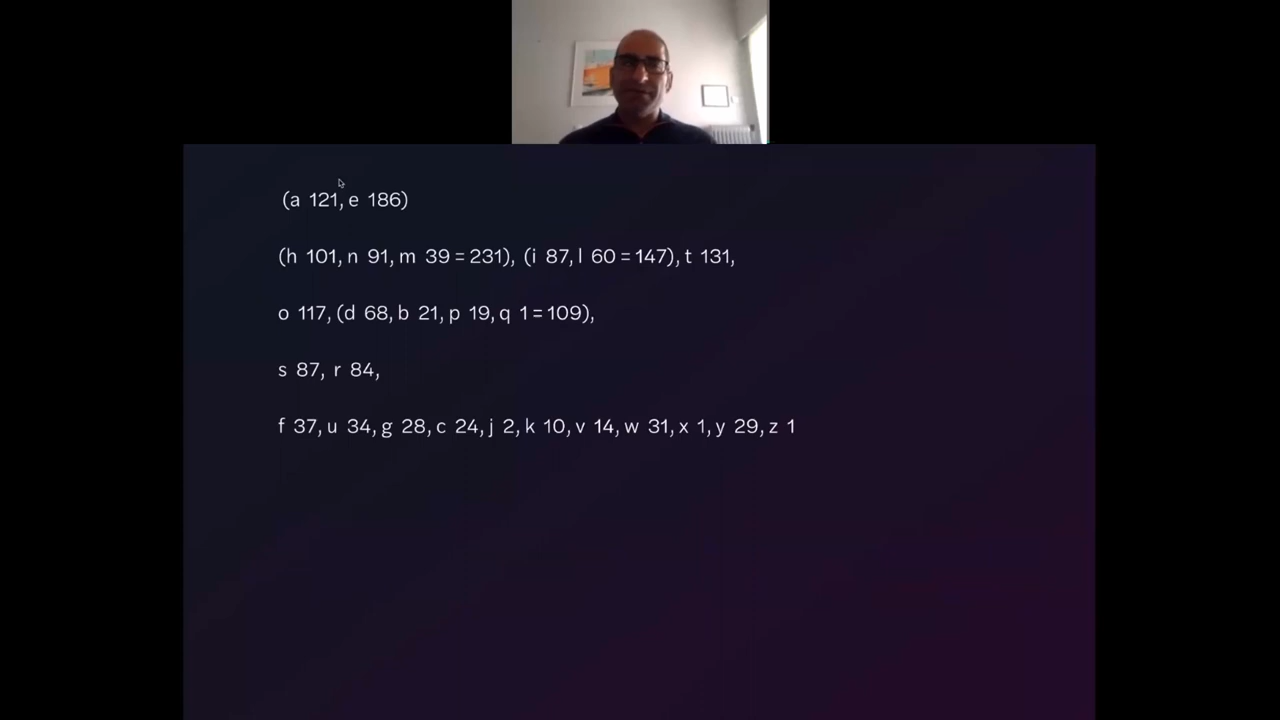 (a 121, e 186)
(h 101, n 91, m 39 = 231), (i 87, l 60 = 147), t 131,
o 117, (d 68, b 21, p 19, q 1 = 109),
s 87, r 84,
f 37, u 34, g 28, c 24, j 2, k 10, v 14, w 31, x 1, y 29, z 1